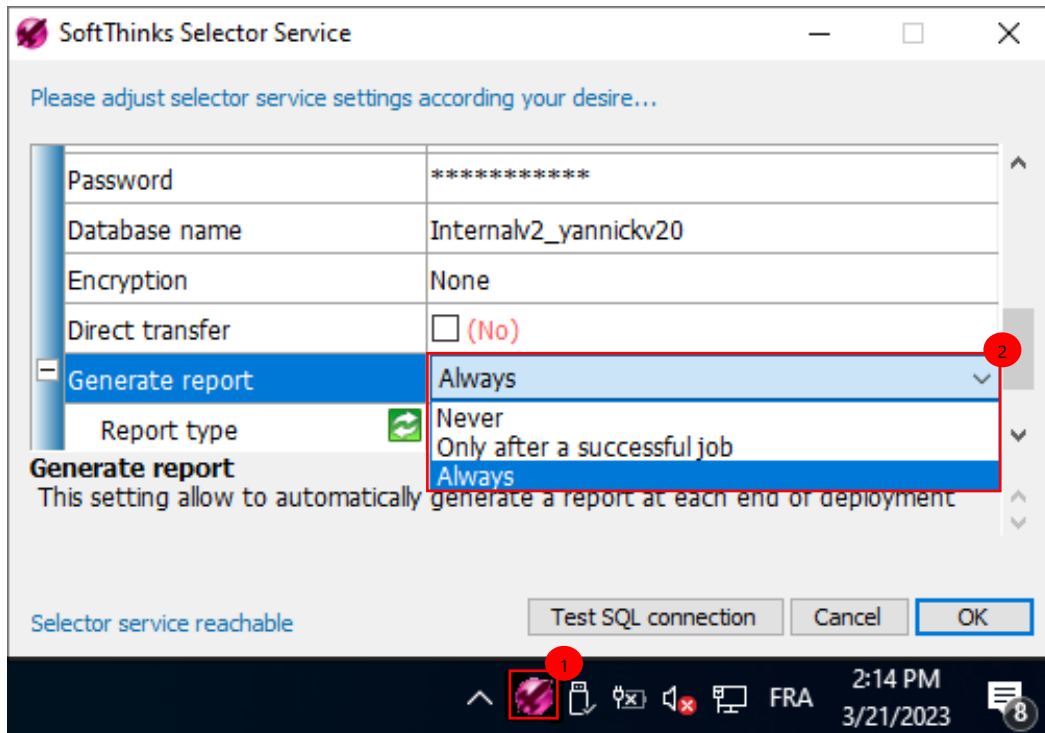 SoftThinks Selector Service
Please adjust selector service settings according your desire...
Password ***********
Database name Internalv2_yannickv20
Encryption None
Direct transfer (No)
2
Generate report Always
Report type
Never
Only after a successful job
Always
Generate report
This setting allow to automatically generate a report at each end of deployment
Selector service reachable
Test SQL connection Cancel OK
1
FRA
2:14 PM
3/21/2023
8